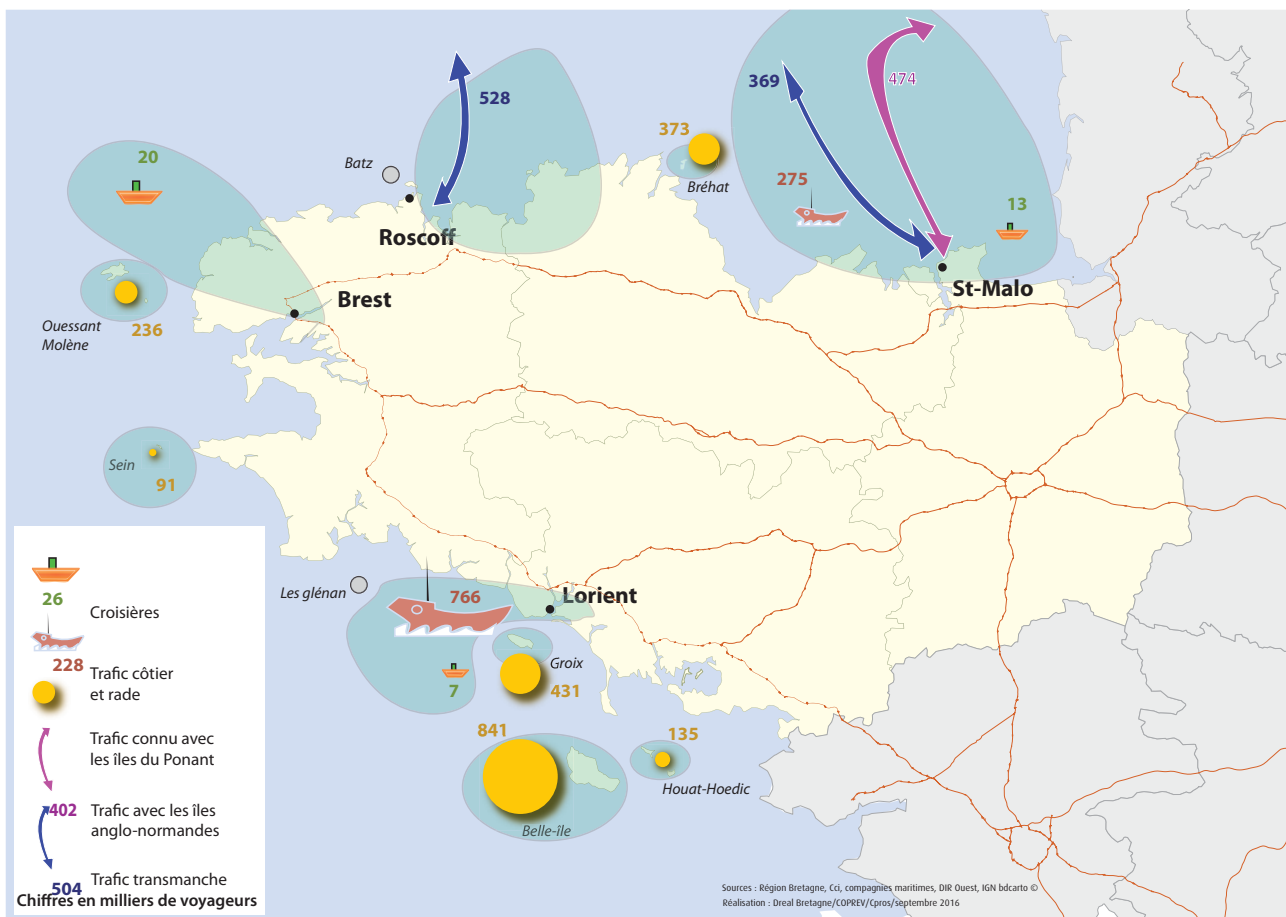 20
528
Batz
Roscoff
373
Bréhat
369
474
275
13
St-Malo
Brest
Ouessant
Molène
236
Sein
91
Les glénan
766
Lorient
7
Groix
431
841
Belle-île
135
Houat-Hoedic
26
Croisières
228
Trafic côtier
et rade
Trafic connu avec
les îles du Ponant
402
Trafic avec les îles
anglo-normandes
504
Trafic transmanche
Chiffres en milliers de voyageurs
Sources : Région Bretagne, Cci, compagnies maritimes, DIR Ouest, IGN bdcarto ©
Réalisation : Dreal Bretagne/COPREV/Cpros/septembre 2016